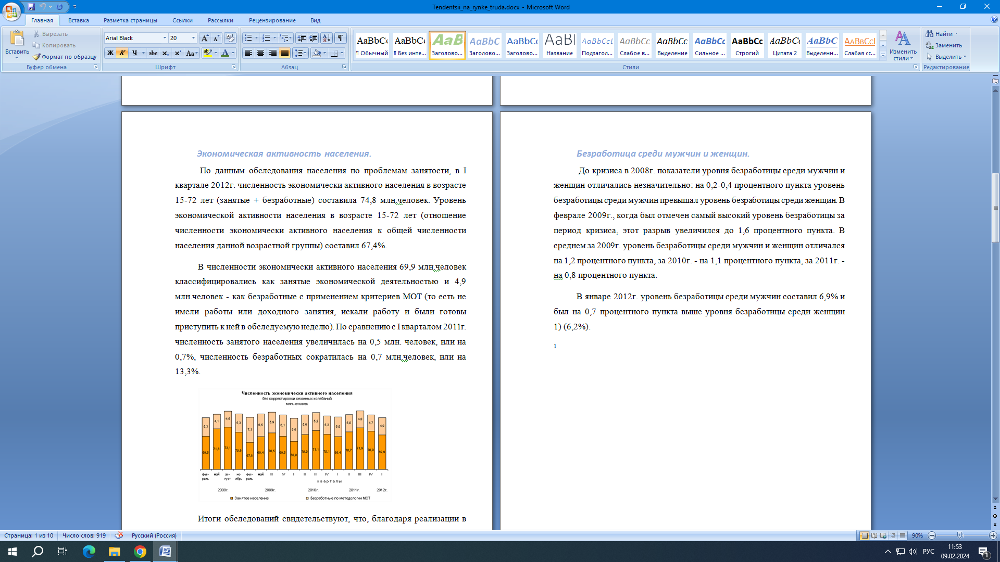 Tendentsii_na_rynke_truda.docx - Microsoft Word
Главная Вставка Разметка страницы Ссылки Рассылки Рецензирование Вид
Вставить
Вырезать
Копировать
Формат по образцу
Буфер обмена
Arial Black 20
Ж К Ч abc x₂ x² Aa
Шрифт
Абзац
АаBbCc АаBbCc АаB АаBbC АаBbCc АаB АаBbCcL АаBbCc АаBbCc АаBbCc АаBbCc АаBbCc АаBbC АаBbCcI
¶ Обычный ¶ Без инте... Заголово... Заголово... Заголово... Название Подзагол... Слабое в... Выделение Сильное ... Строгий Цитата 2 Выделенн... Слабая сс...
Стили
Изменить стили
Найти
Заменить
Выделить
Редактирование
Экономическая активность населения.
По данным обследования населения по проблемам занятости, в I
квартале 2012г. численность экономически активного населения в возрасте
15-72 лет (занятые + безработные) составила 74,8 млн.человек. Уровень
экономической активности населения в возрасте 15-72 лет (отношение
численности экономически активного населения к общей численности
населения данной возрастной группы) составил 67,4%.
В численности экономически активного населения 69,9 млн.человек
классифицировались как занятые экономической деятельностью и 4,9
млн.человек - как безработные с применением критериев МОТ (то есть не
имели работы или доходного занятия, искали работу и были готовы
приступить к ней в обследуемую неделю). По сравнению с I кварталом 2011г.
численность занятого населения увеличилась на 0,5 млн. человек, или на
0,7%, численность безработных сократилась на 0,7 млн.человек, или на
13,3%.
Численность экономически активного населения
без корректировки сезонных колебаний
млн.человек
5,3 4,1 4,5 5,3 7,1 6,5 5,9 6,1 6,6 5,6 5,2 5,2 5,6 5,0 4,8 4,7 4,9
69,5 71,6 72,1 70,6 67,8 69,4 70,5 69,5 68,0 70,0 71,1 70,1 69,4 70,7 71,9 70,9 69,9
фев-раль май ав-густ но-ябрь фев-раль май III IV I II III IV I II III IV I
кварталы
2008г. 2009г. 2010г. 2011г. 2012г.
Занятое население Безработные по методологии МОТ
Итоги обследований свидетельствуют, что, благодаря реализации в
Безработица среди мужчин и женщин.
До кризиса в 2008г. показатели уровня безработицы среди мужчин и
женщин отличались незначительно: на 0,2-0,4 процентного пункта уровень
безработицы среди мужчин превышал уровень безработицы среди женщин. В
феврале 2009г., когда был отмечен самый высокий уровень безработицы за
период кризиса, этот разрыв увеличился до 1,6 процентного пункта. В
среднем за 2009г. уровень безработицы среди мужчин и женщин отличался
на 1,2 процентного пункта, за 2010г. - на 1,1 процентного пункта, за 2011г. -
на 0,8 процентного пункта.
В январе 2012г. уровень безработицы среди мужчин составил 6,9% и
был на 0,7 процентного пункта выше уровня безработицы среди женщин
1) (6,2%).
1
Страница: 1 из 10 Число слов: 919 Русский (Россия) 90%
РУС 11:53
09.02.2024
1